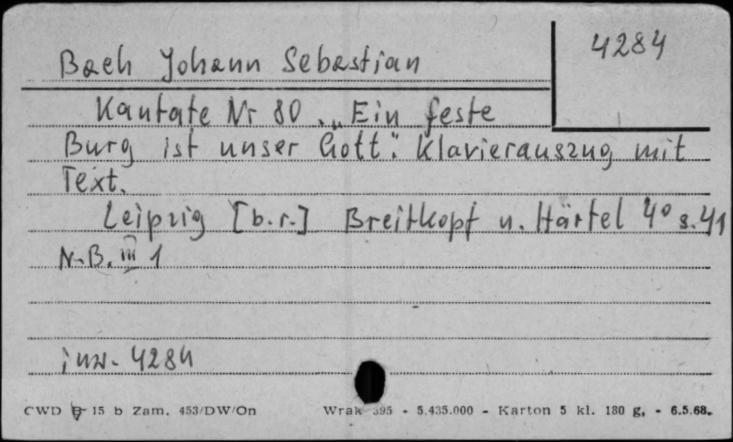 4284
Bach Johann Sebastian
Kantate Nr 80. „Ein feste
Burg ist unser Gott". Klavierauszug mit
Text.
Leipzig [b.r.] Breitkopf u. Härtel 4° s. 41
N.B. III 1
inw. 4284
CWD 15 b Zam. 453/DW/On Wrak 395 - 5.435.000 - Karton 5 kl. 180 g. - 6.5.68.